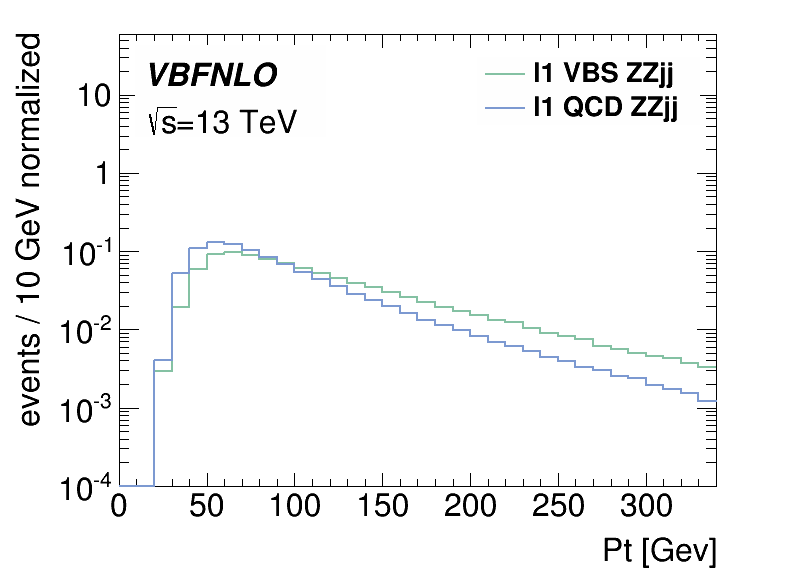 VBFNLO
√s=13 TeV
l1 VBS ZZjj
l1 QCD ZZjj
events / 10 GeV normalized
10
1
10⁻¹
10⁻²
10⁻³
10⁻⁴
0 50 100 150 200 250 300
Pt [Gev]